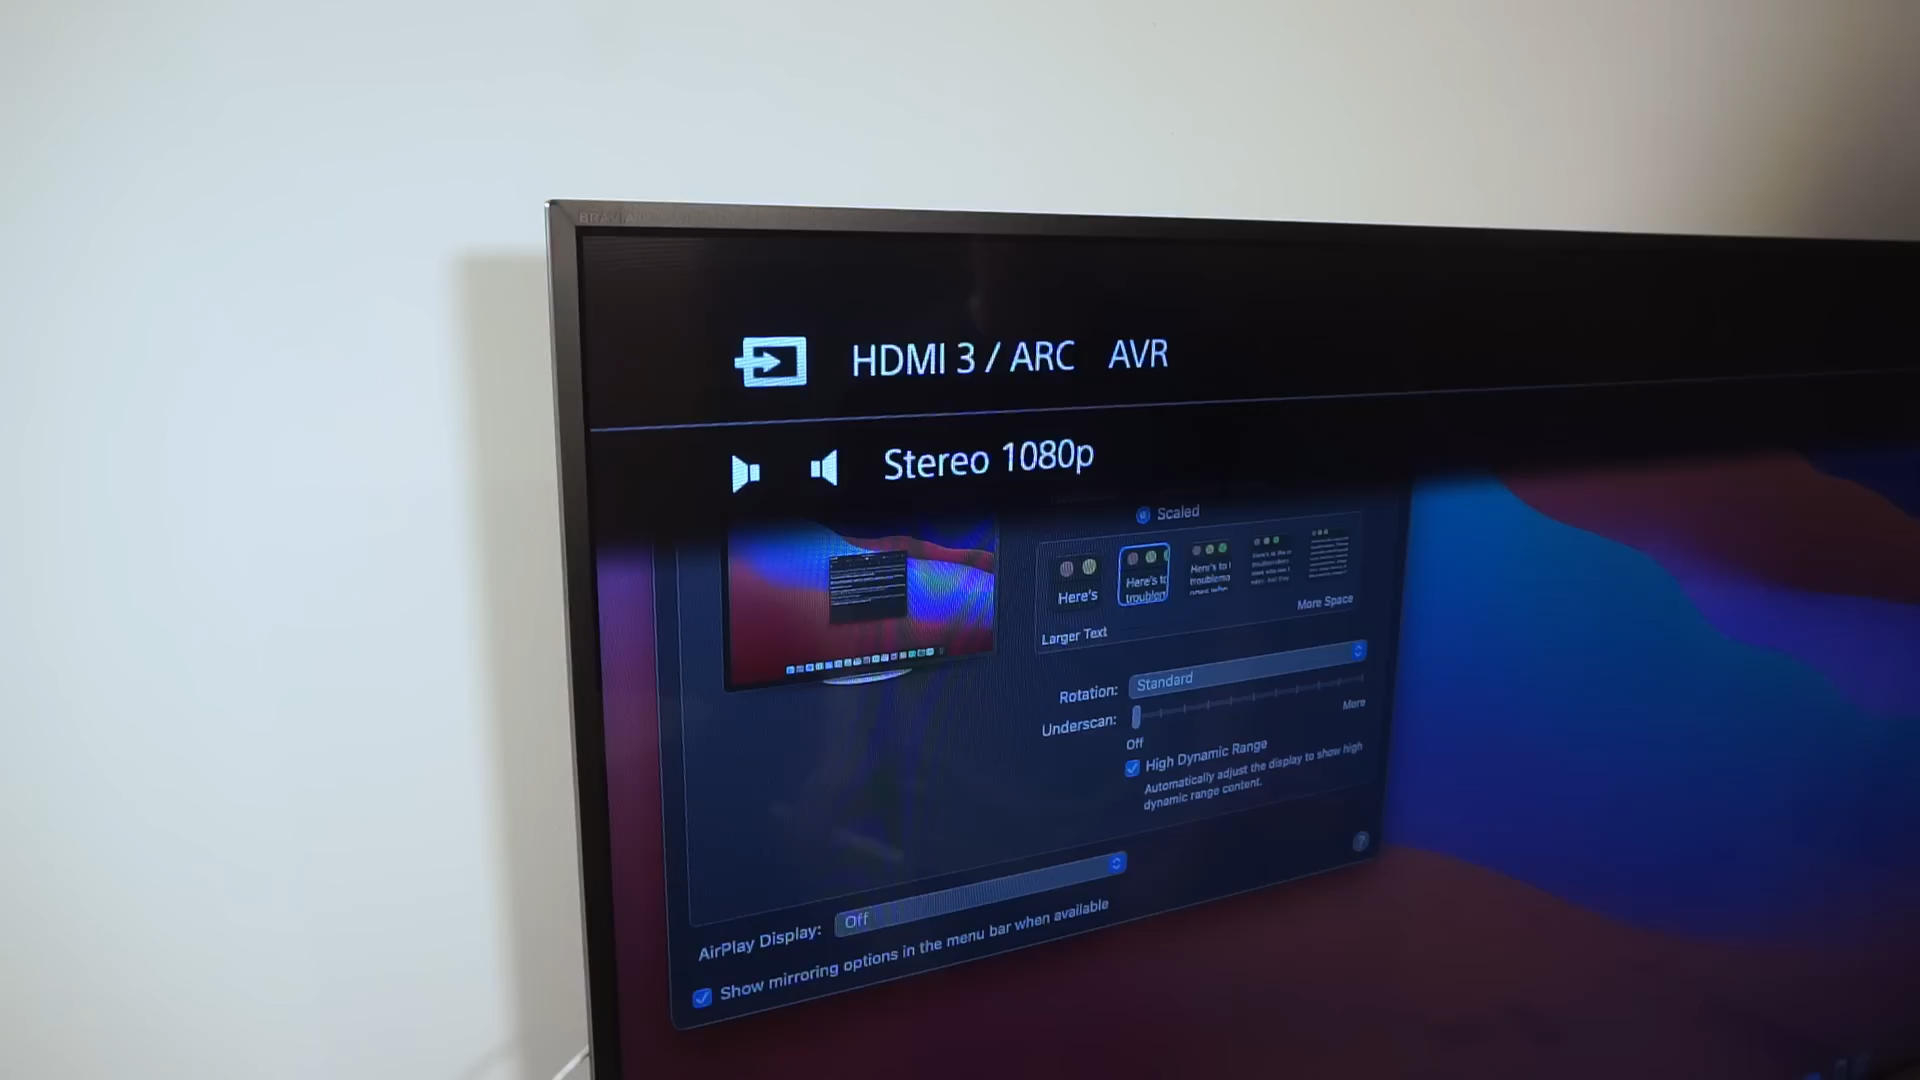 BRAVIA
HDMI 3 / ARC AVR
Stereo 1080p
Scaled
Here's
Here's to
troublem
Here's to t
troublema
Larger Text
More Space
Rotation: Standard
Underscan:
Off
More
High Dynamic Range
Automatically adjust the display to show high
dynamic range content.
?
AirPlay Display: Off
Show mirroring options in the menu bar when available